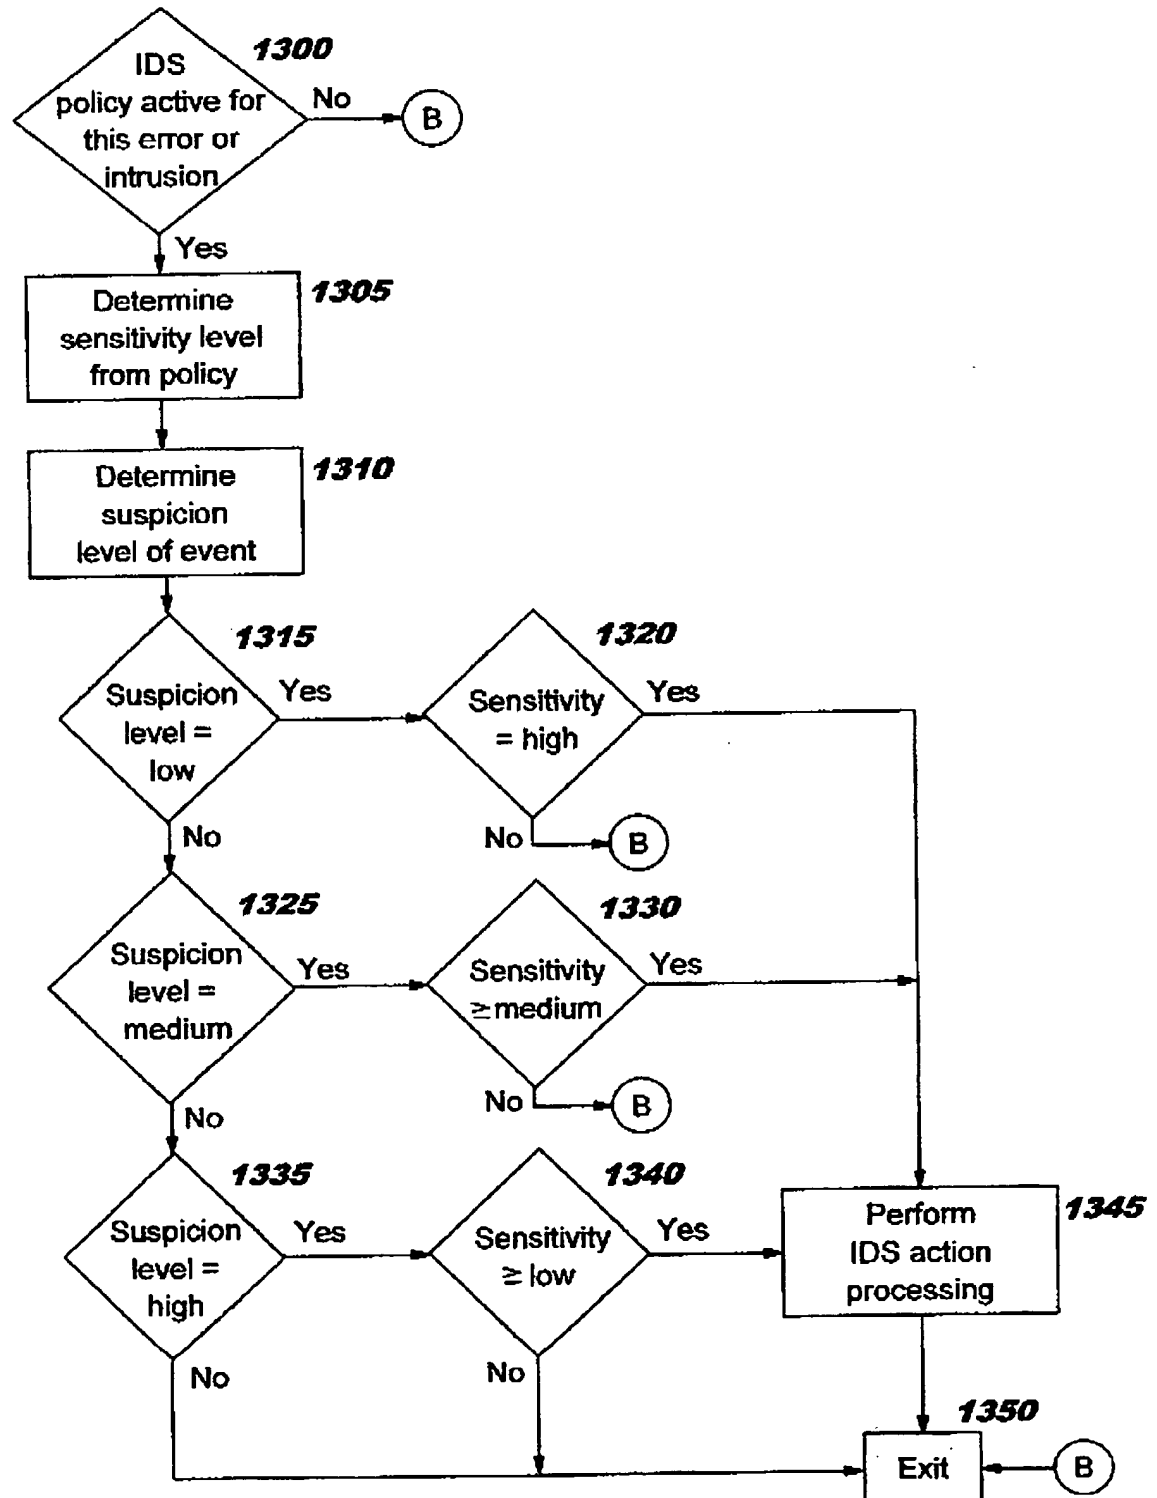 1300
IDS
policy active for
this error or
intrusion
No
B
Yes
1305
Determine
sensitivity level
from policy
1310
Determine
suspicion
level of event
1315
Suspicion
level =
low
Yes
1320
Sensitivity
= high
Yes
No
B
No
1325
Suspicion
level =
medium
Yes
1330
Sensitivity
≥ medium
Yes
No
B
No
1335
Suspicion
level =
high
Yes
1340
Sensitivity
≥ low
Yes
1345
Perform
IDS action
processing
No
No
1350
Exit
B